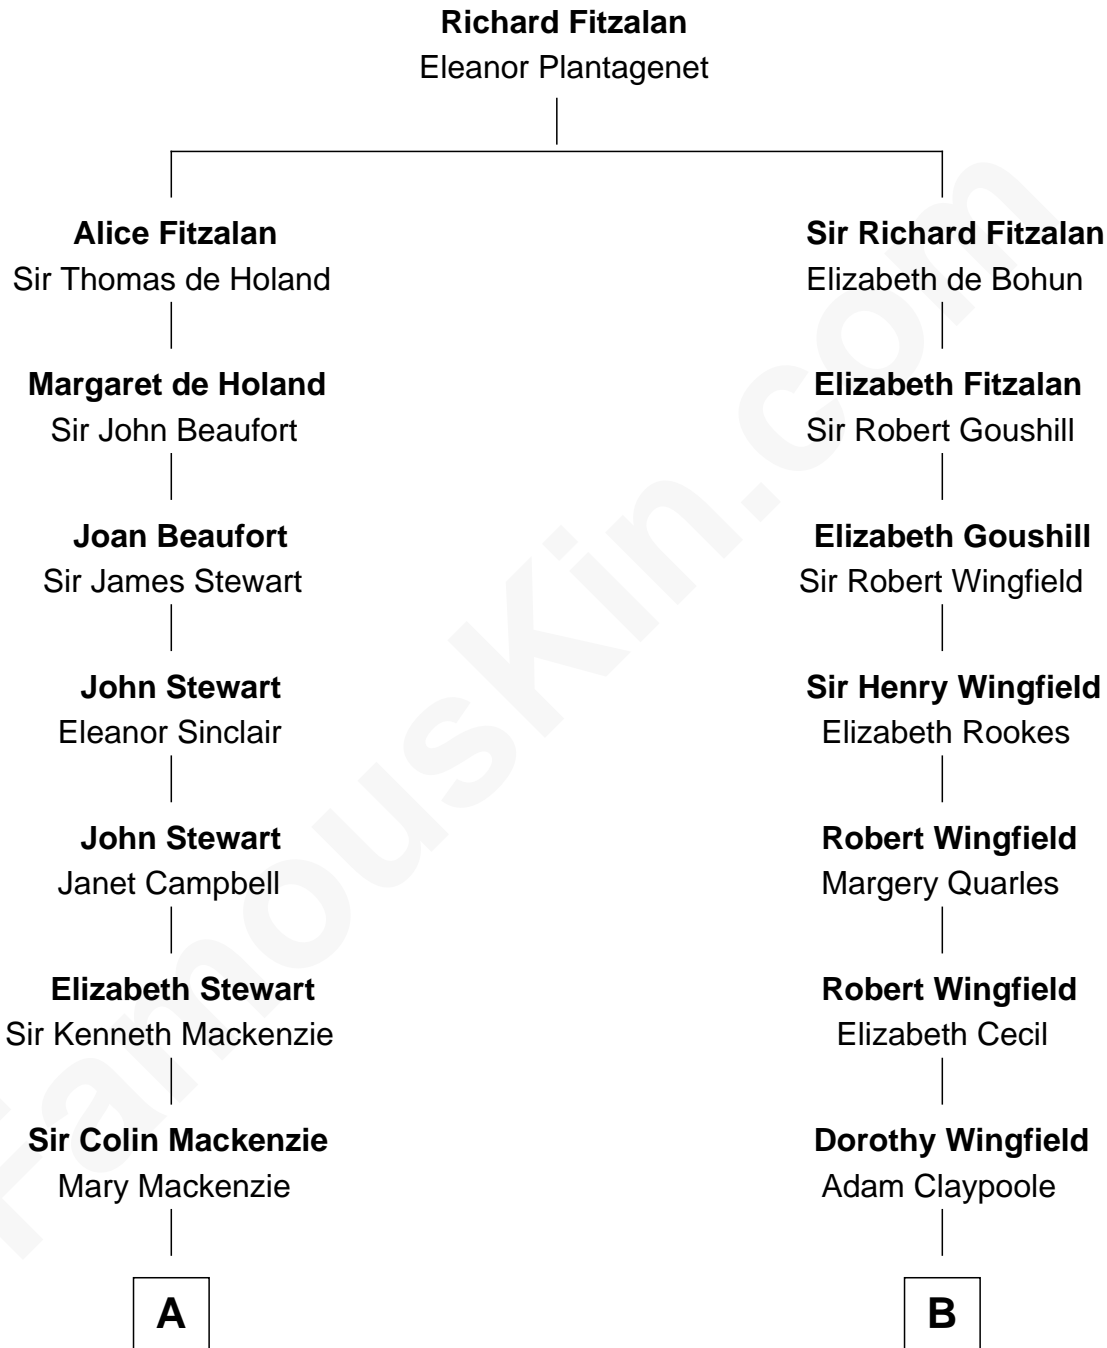 Richard Fitzalan
Eleanor Plantagenet
Alice Fitzalan
Sir Thomas de Holand
Sir Richard Fitzalan
Elizabeth de Bohun
Margaret de Holand
Sir John Beaufort
Elizabeth Fitzalan
Sir Robert Goushill
Joan Beaufort
Sir James Stewart
Elizabeth Goushill
Sir Robert Wingfield
John Stewart
Eleanor Sinclair
Sir Henry Wingfield
Elizabeth Rookes
John Stewart
Janet Campbell
Robert Wingfield
Margery Quarles
Elizabeth Stewart
Sir Kenneth Mackenzie
Robert Wingfield
Elizabeth Cecil
Sir Colin Mackenzie
Mary Mackenzie
Dorothy Wingfield
Adam Claypoole
A
B
FamousKin.com